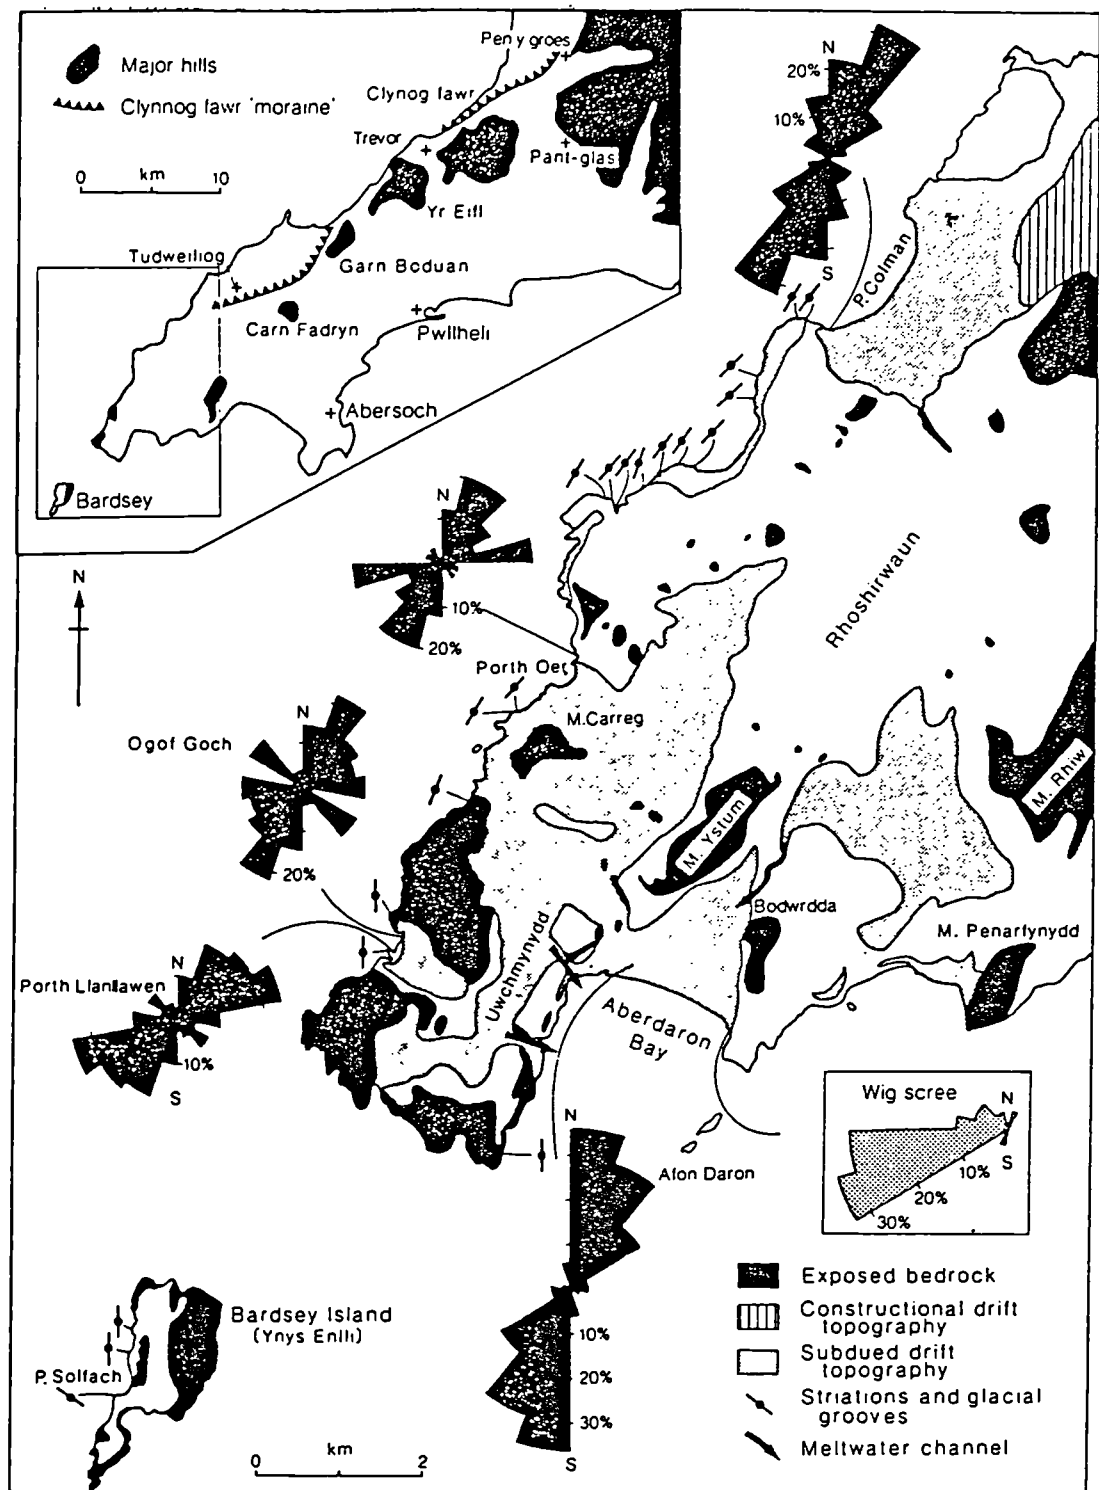 Major hills
Clynnog fawr 'moraine'
0 km 10
Pen y groes
Clynog fawr
Trevor
Pant-glas
Yr Eifl
Tudweiliog
Garn Boduan
Carn Fadryn
Pwllheli
Abersoch
Bardsey
N
20%
10%
S
P. Colman
N
N
10%
20%
Porth Oer
Rhoshirwaun
M. Carreg
Ogof Goch
N
20%
M. Rhiw
M. Ystum
Bodwrdda
M. Penarfynydd
Uwchmynydd
Porth Llanllawen
N
10%
S
Aberdaron
Bay
N
Afon Daron
10%
20%
30%
S
Wig scree
N
S
10%
20%
30%
Bardsey Island
(Ynys Enlli)
P. Solfach
0 km 2
Exposed bedrock
Constructional drift
topography
Subdued drift
topography
Striations and glacial
grooves
Meltwater channel